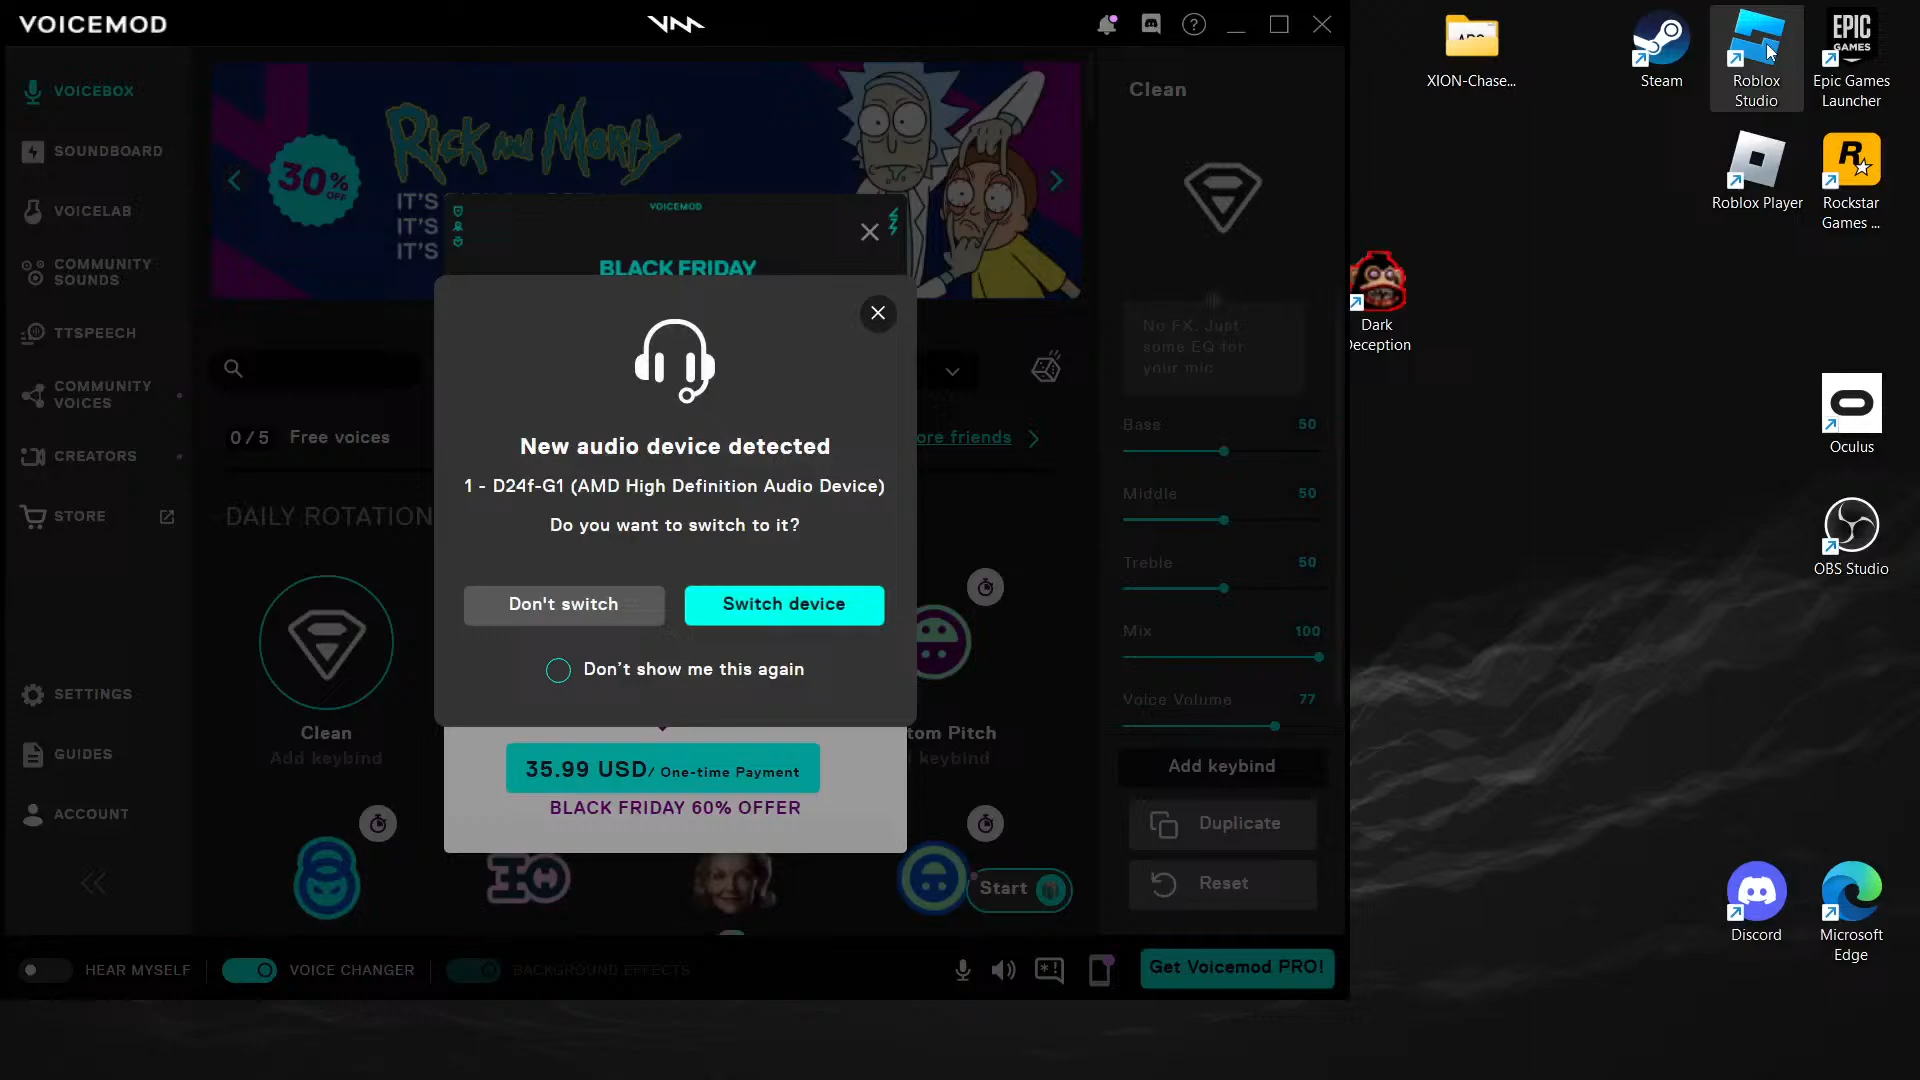 VOICEMOD
VOICEBOX
SOUNDBOARD
VOICELAB
COMMUNITY
SOUNDS
TTSPEECH
COMMUNITY
VOICES
CREATORS
STORE
SETTINGS
GUIDES
ACCOUNT
30%
OFF
RICK AND MORTY
IT'S
IT'S
IT'S
VOICEMOD
BLACK FRIDAY
0/5 Free voices
ore friends
DAILY ROTATION
New audio device detected
1 - D24f-G1 (AMD High Definition Audio Device)
Do you want to switch to it?
Don't switch
Switch device
Don't show me this again
35.99 USD/ One-time Payment
BLACK FRIDAY 60% OFFER
Clean
Add keybind
tom Pitch
keybind
Start
Clean
No FX. Just
some EQ for
your mic
Base 50
Middle 50
Treble 50
Mix 100
Voice Volume 77
Add keybind
Duplicate
Reset
HEAR MYSELF
VOICE CHANGER
BACKGROUND EFFECTS
Get Voicemod PRO!
XION-Chase...
Steam
Roblox
Studio
EPIC
GAMES
Epic Games
Launcher
Roblox Player
Rockstar
Games ...
Dark
Deception
Oculus
OBS Studio
Discord
Microsoft
Edge